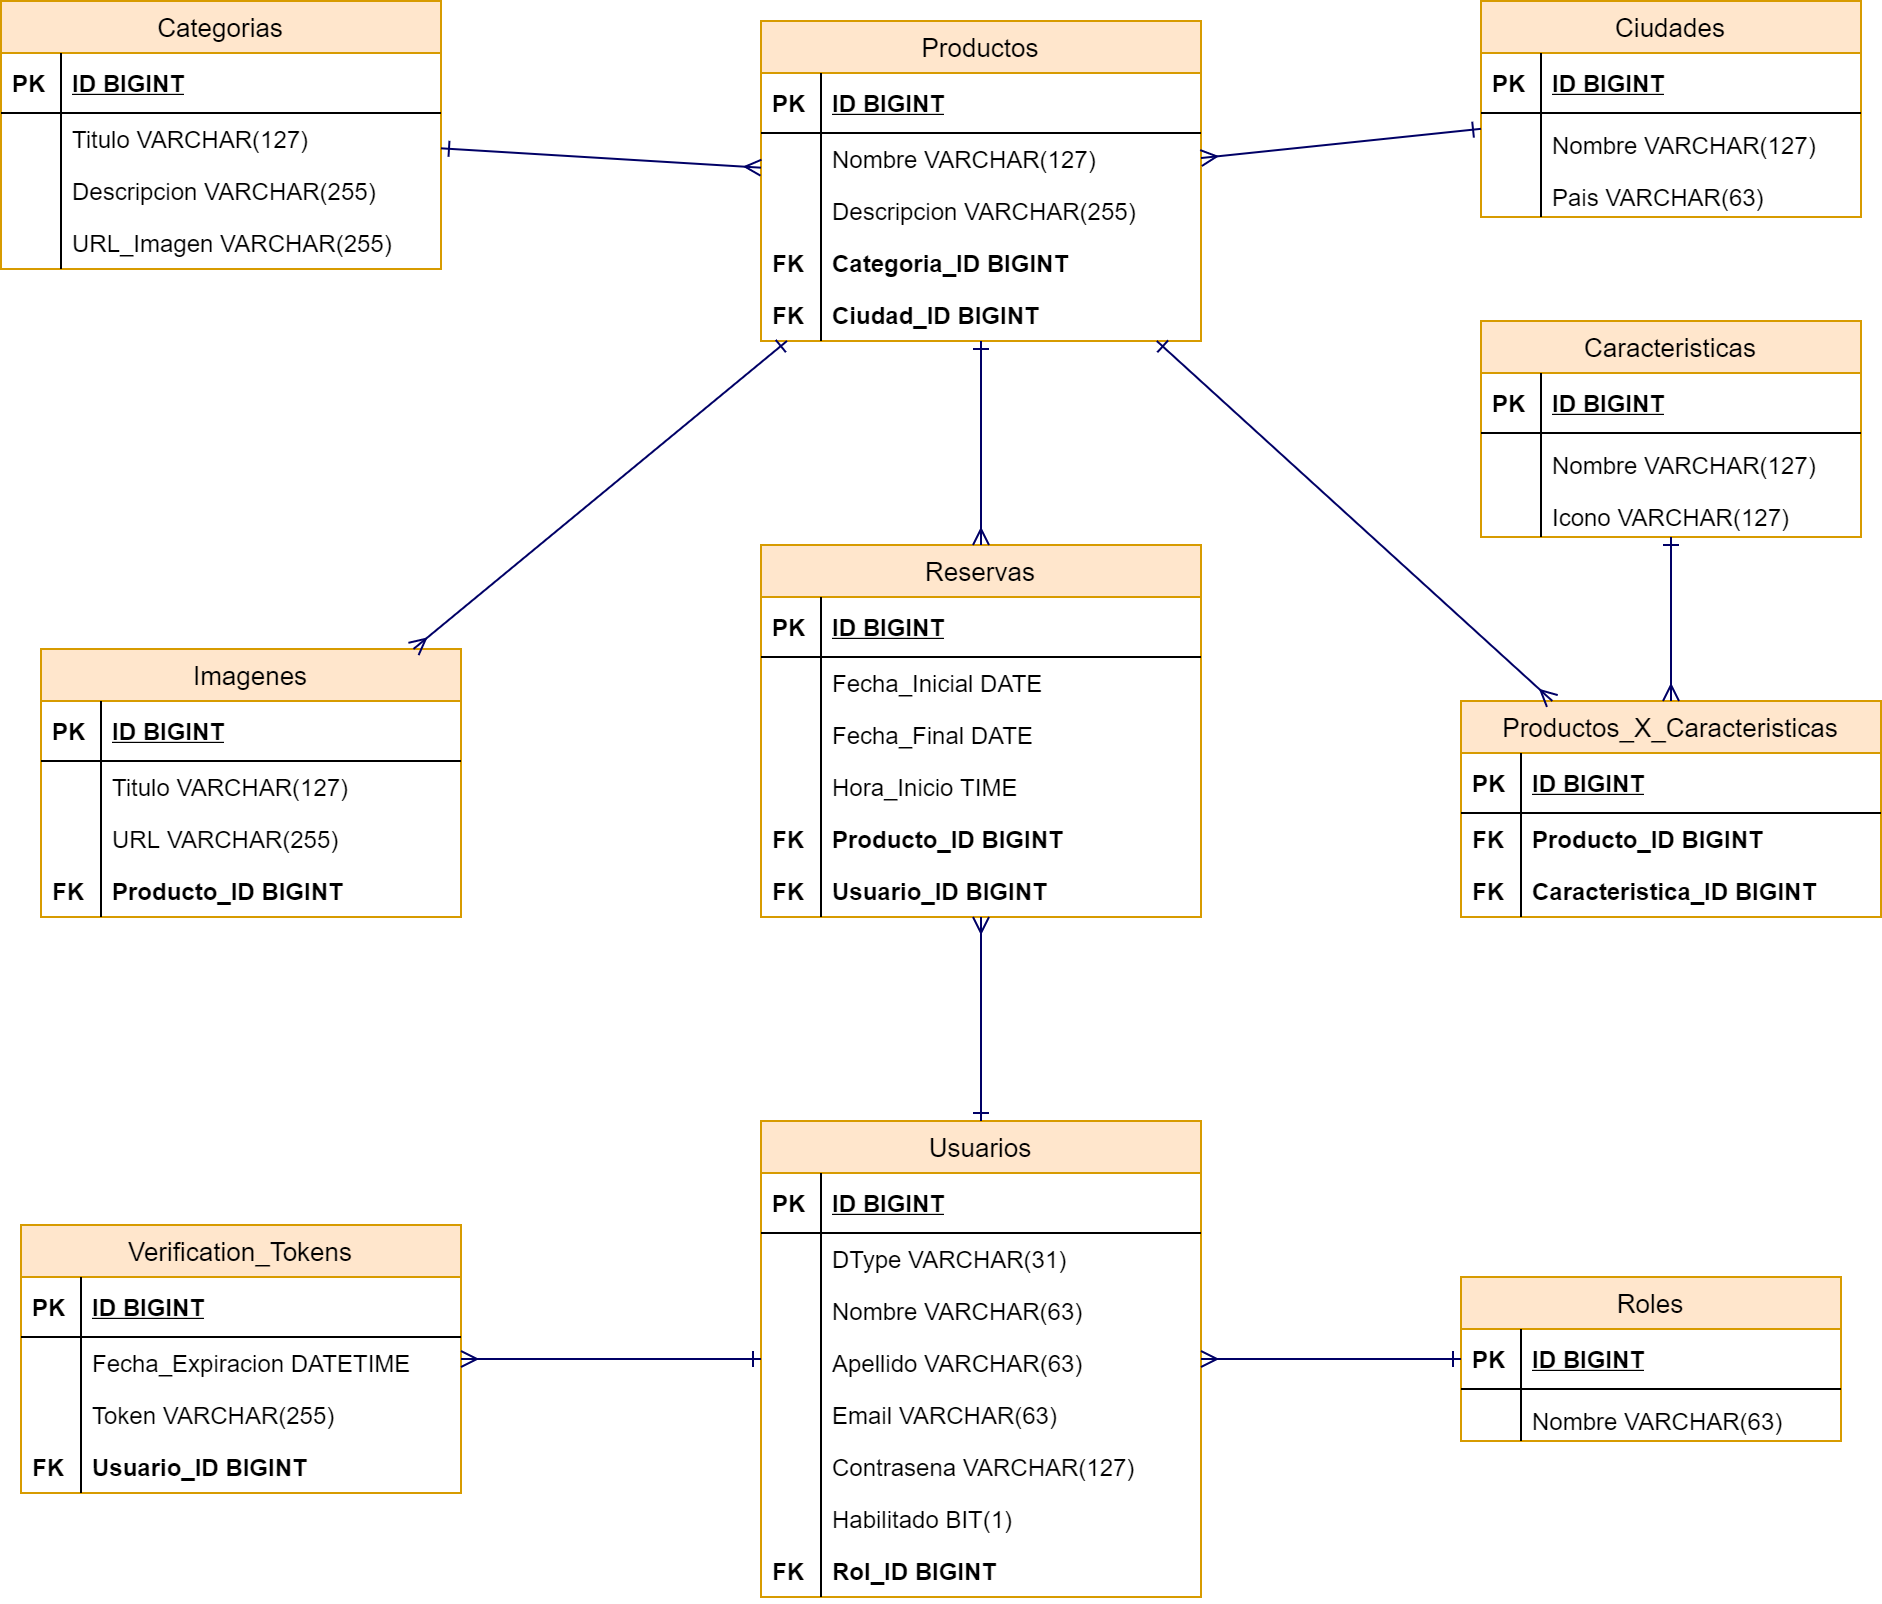 Categorias
PK ID BIGINT
Titulo VARCHAR(127)
Descripcion VARCHAR(255)
URL_Imagen VARCHAR(255)
Productos
PK ID BIGINT
Nombre VARCHAR(127)
Descripcion VARCHAR(255)
FK Categoria_ID BIGINT
FK Ciudad_ID BIGINT
Ciudades
PK ID BIGINT
Nombre VARCHAR(127)
Pais VARCHAR(63)
Caracteristicas
PK ID BIGINT
Nombre VARCHAR(127)
Icono VARCHAR(127)
Imagenes
PK ID BIGINT
Titulo VARCHAR(127)
URL VARCHAR(255)
FK Producto_ID BIGINT
Reservas
PK ID BIGINT
Fecha_Inicial DATE
Fecha_Final DATE
Hora_Inicio TIME
FK Producto_ID BIGINT
FK Usuario_ID BIGINT
Productos_X_Caracteristicas
PK ID BIGINT
FK Producto_ID BIGINT
FK Caracteristica_ID BIGINT
Verification_Tokens
PK ID BIGINT
Fecha_Expiracion DATETIME
Token VARCHAR(255)
FK Usuario_ID BIGINT
Usuarios
PK ID BIGINT
DType VARCHAR(31)
Nombre VARCHAR(63)
Apellido VARCHAR(63)
Email VARCHAR(63)
Contrasena VARCHAR(127)
Habilitado BIT(1)
FK Rol_ID BIGINT
Roles
PK ID BIGINT
Nombre VARCHAR(63)